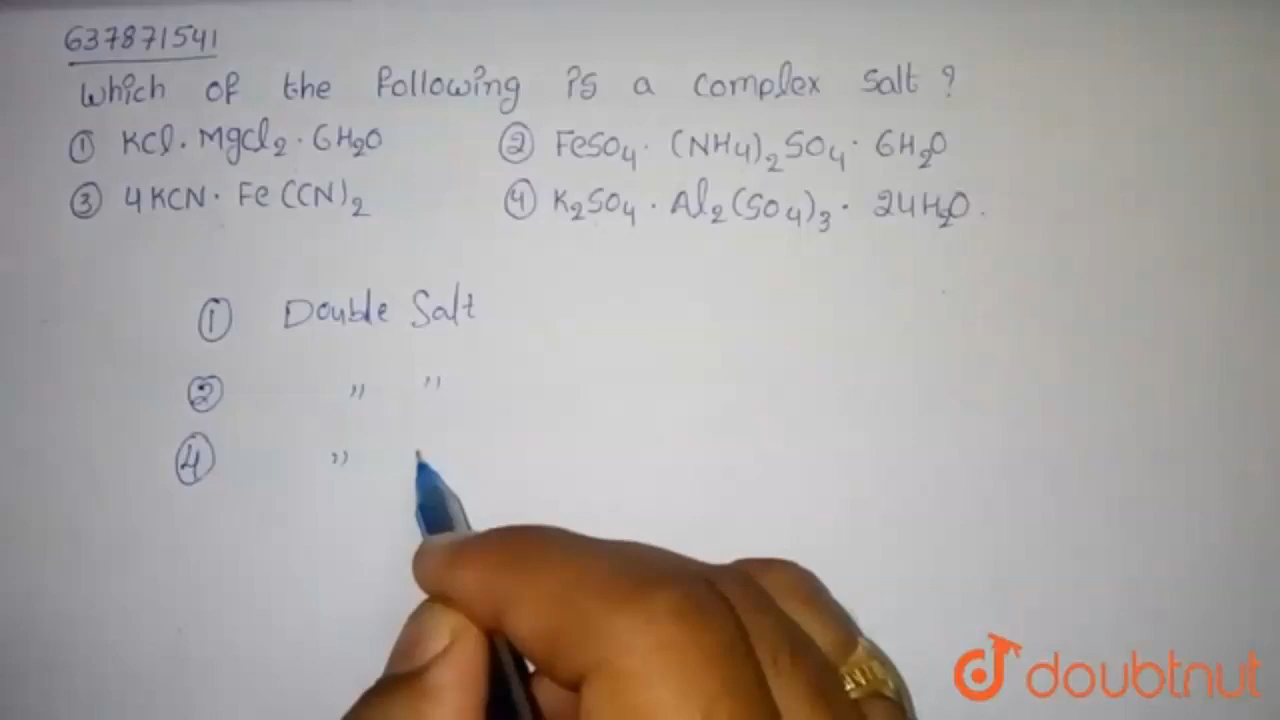 637871541
Which of the following is a complex salt ?
① KCl. MgCl₂. 6H₂O ② FeSO₄. (NH₄)₂SO₄. 6H₂O
③ 4KCN. Fe(CN)₂ ④ K₂SO₄. Al₂(SO₄)₃. 24H₂O.
① Double Salt
② " "
④ "
doubtnut